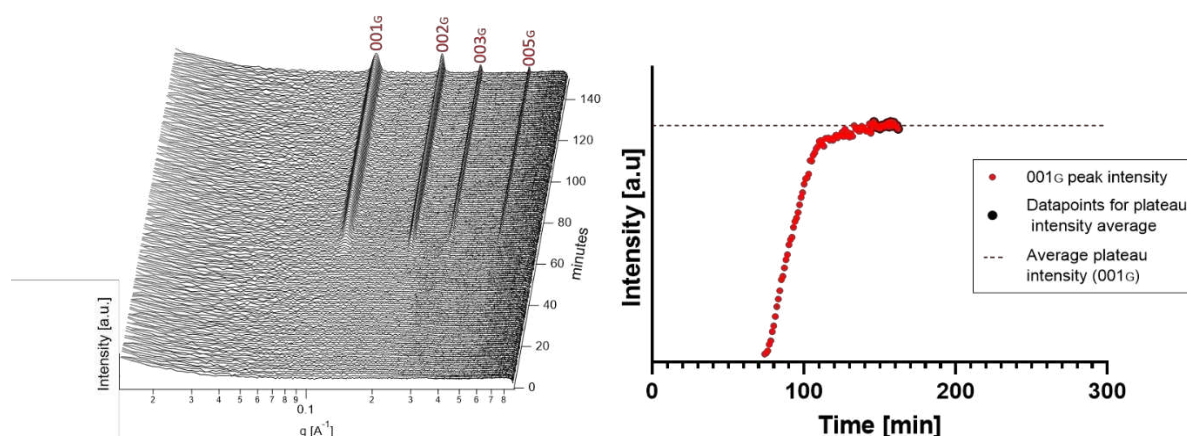 001G
002G
003G
005G
140
120
100
80
60
40
20
0
minutes
Intensity [a.u.]
2 3 4 5 6 7 8 9 0.1 2 3 4 5 6 7 8
q [A⁻¹]
Intensity [a.u]
0 100 200 300
Time [min]
001G peak intensity
Datapoints for plateau
intensity average
Average plateau
intensity (001G)